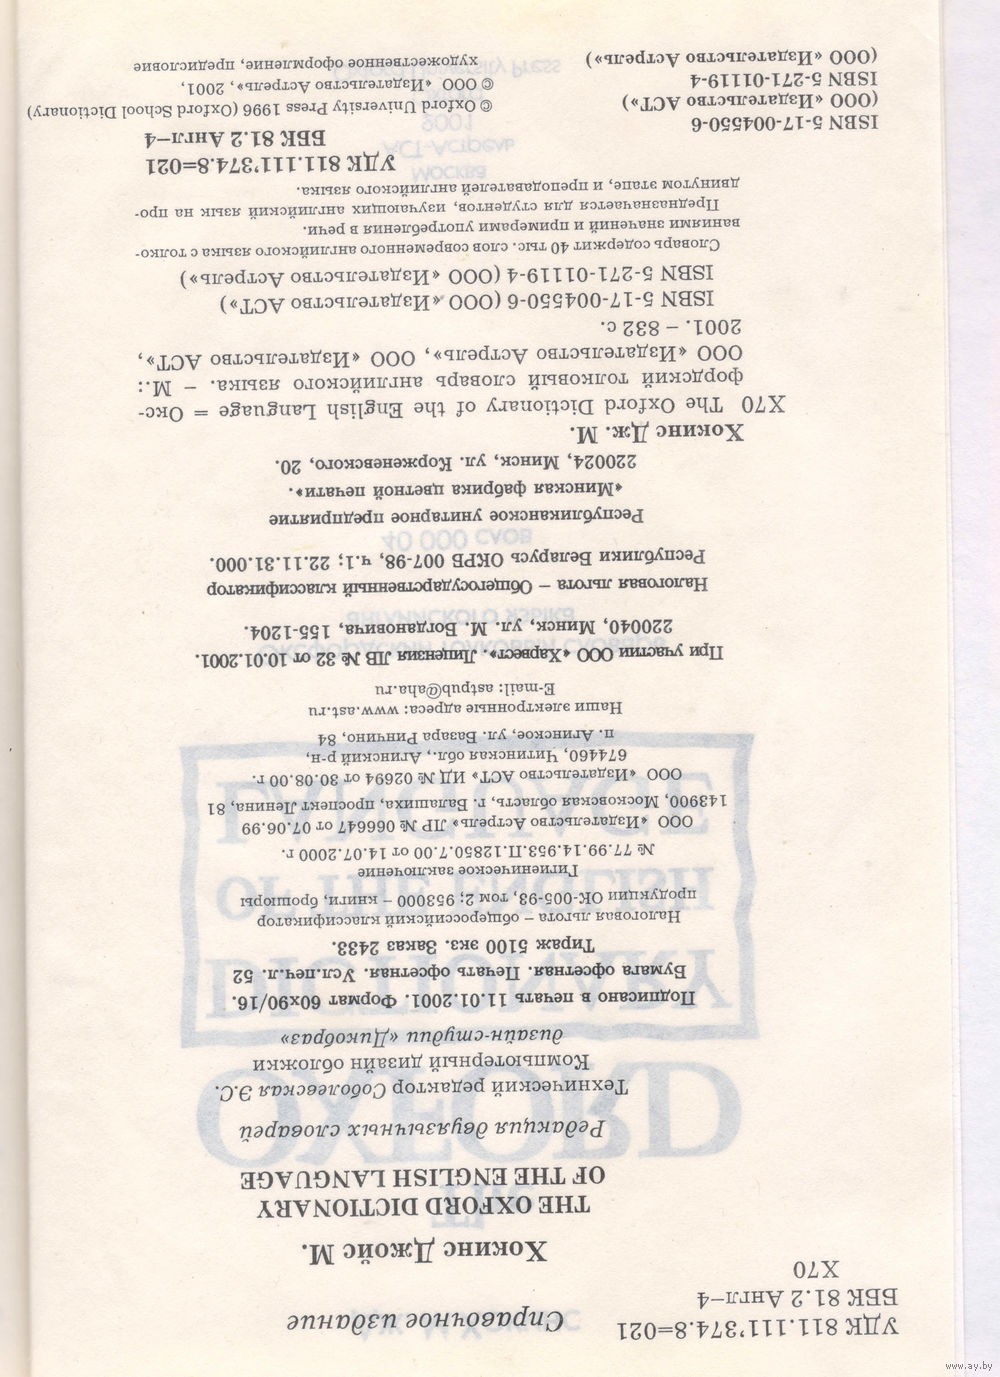 УДК 811.111'374.8=021
ББК 81.2 Англ–4
Х70
Справочное издание
Хокинс Джойс М.
THE OXFORD DICTIONARY
OF THE ENGLISH LANGUAGE
Редакция двуязычных словарей
Технический редактор Соболевская Э.С.
Компьютерный дизайн обложки
дизайн-студии «Дикобраз»
Подписано в печать 11.01.2001. Формат 60х90/16.
Бумага офсетная. Печать офсетная. Усл.печ.л. 52
Тираж 5100 экз. Заказ 2433.
Налоговая льгота – общероссийский классификатор
продукции ОК-005-93, том 2; 953000 – книги, брошюры
Гигиеническое заключение
№ 77.99.14.953.П.12850.7.00 от 14.07.2000 г.
ООО «Издательство Астрель» ЛР № 066647 от 07.06.99
143900, Московская область, г. Балашиха, проспект Ленина, 81
ООО «Издательство АСТ» ИД № 02694 от 30.08.00 г.
674460, Читинская обл., Агинский р-н,
п. Агинское, ул. Базара Ринчино, 84
Наши электронные адреса: www.ast.ru
E-mail: astpub@aha.ru
При участии ООО «Харвест». Лицензия ЛВ № 32 от 10.01.2001.
220040, Минск, ул. М. Богдановича, 155-1204.
Налоговая льгота – Общегосударственный классификатор
Республики Беларусь ОКРБ 007-98, ч.1; 22.11.31.000.
Республиканское унитарное предприятие
«Минская фабрика цветной печати».
220024, Минск, ул. Корженевского, 20.
Хокинс Дж. М.
Х70 The Oxford Dictionary of the English Language = Окс-
фордский толковый словарь английского языка. – М.:
ООО «Издательство Астрель», ООО «Издательство АСТ»,
2001. – 832 с.
ISBN 5-17-004550-6 (ООО «Издательство АСТ»)
ISBN 5-271-01119-4 (ООО «Издательство Астрель»)
Словарь содержит 40 тыс. слов современного английского языка с толко-
ваниями значений и примерами употребления в речи.
Предназначается для студентов, изучающих английский язык на про-
двинутом этапе, и преподавателей английского языка.
УДК 811.111'374.8=021
ББК 81.2 Англ–4
ISBN 5-17-004550-6
(ООО «Издательство АСТ»)
ISBN 5-271-01119-4
(ООО «Издательство Астрель»)
© Oxford University Press 1996 (Oxford School Dictionary)
© ООО «Издательство Астрель», 2001,
художественное оформление, предисловие
www.ay.by